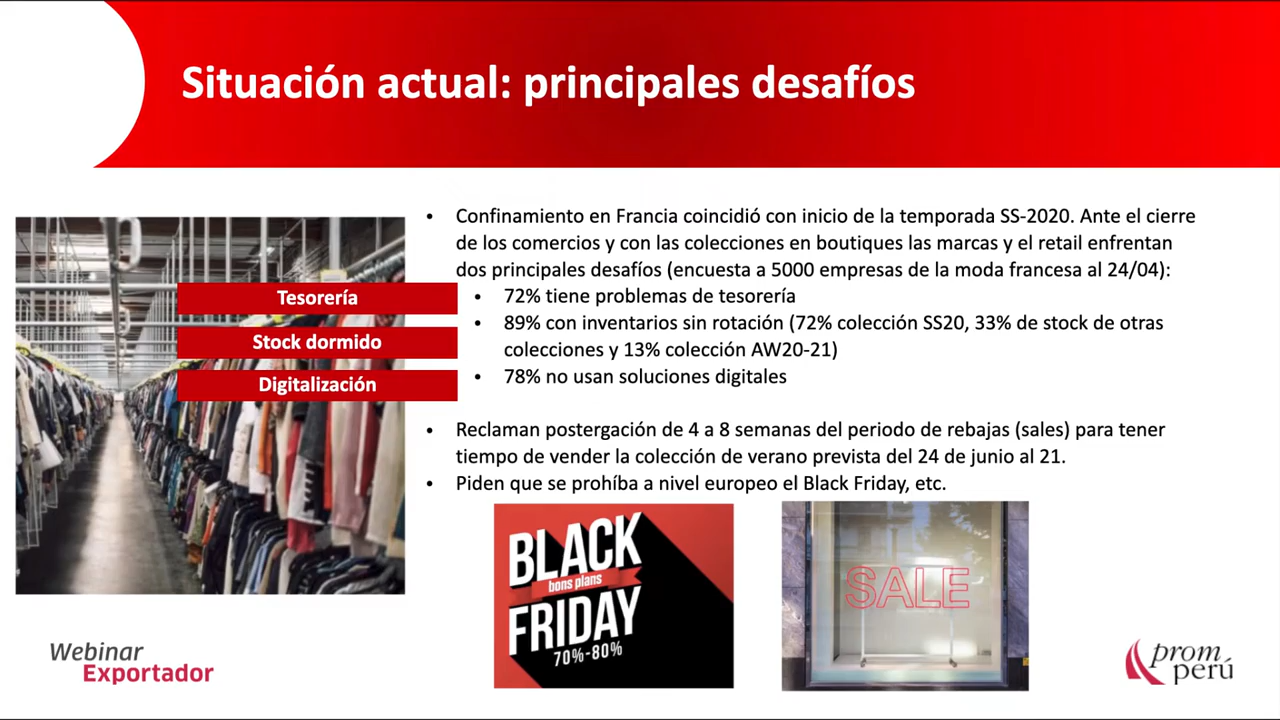 Situación actual: principales desafíos
• Confinamiento en Francia coincidió con inicio de la temporada SS-2020. Ante el cierre
de los comercios y con las colecciones en boutiques las marcas y el retail enfrentan
dos principales desafíos (encuesta a 5000 empresas de la moda francesa al 24/04):
Tesorería
• 72% tiene problemas de tesorería
Stock dormido
• 89% con inventarios sin rotación (72% colección SS20, 33% de stock de otras
colecciones y 13% colección AW20-21)
Digitalización
• 78% no usan soluciones digitales
• Reclaman postergación de 4 a 8 semanas del periodo de rebajas (sales) para tener
tiempo de vender la colección de verano prevista del 24 de junio al 21.
• Piden que se prohíba a nivel europeo el Black Friday, etc.
BLACK
bons plans
FRIDAY
70%-80%
SALE
Webinar
Exportador
prom
perú